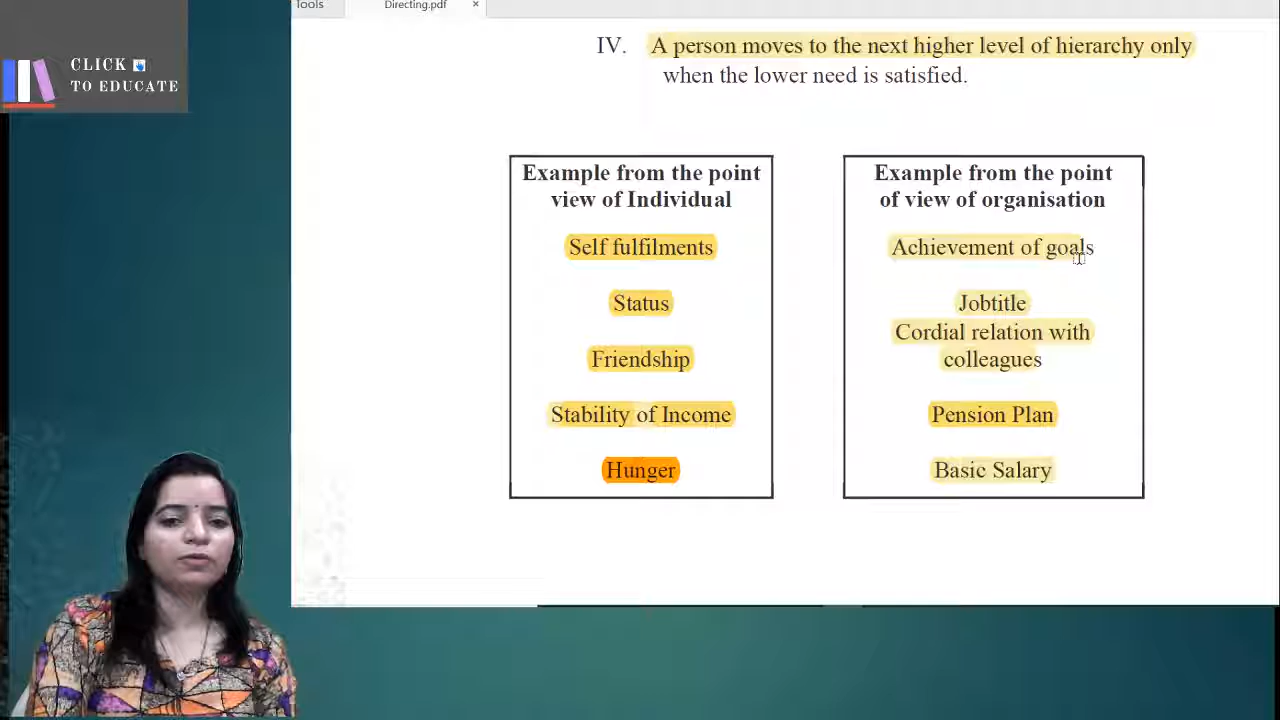 Tools
Directing.pdf
×
CLICK
TO EDUCATE
IV. A person moves to the next higher level of hierarchy only
when the lower need is satisfied.
Example from the point
view of Individual
Self fulfilments
Status
Friendship
Stability of Income
Hunger
Example from the point
of view of organisation
Achievement of goals
Jobtitle
Cordial relation with
colleagues
Pension Plan
Basic Salary